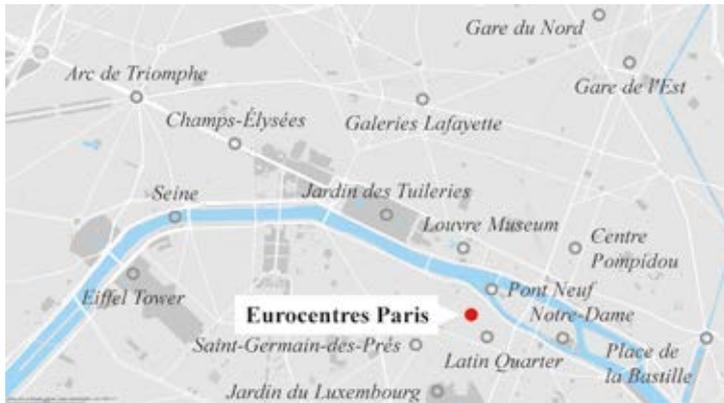 Gare du Nord
Arc de Triomphe
Gare de l'Est
Champs-Élysées
Galeries Lafayette
Seine
Jardin des Tuileries
Louvre Museum
Centre
Pompidou
Eiffel Tower
Pont Neuf
Eurocentres Paris
Notre-Dame
Saint-Germain-des-Prés
Latin Quarter
Place de
la Bastille
Jardin du Luxembourg